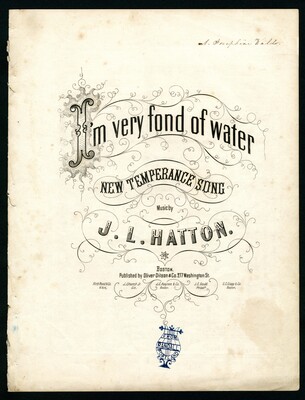 I'm very fond of water
NEW TEMPERANCE SONG
Music by
J. L. HATTON.
BOSTON.
Published by Oliver Ditson & Co. 277 Washington St.